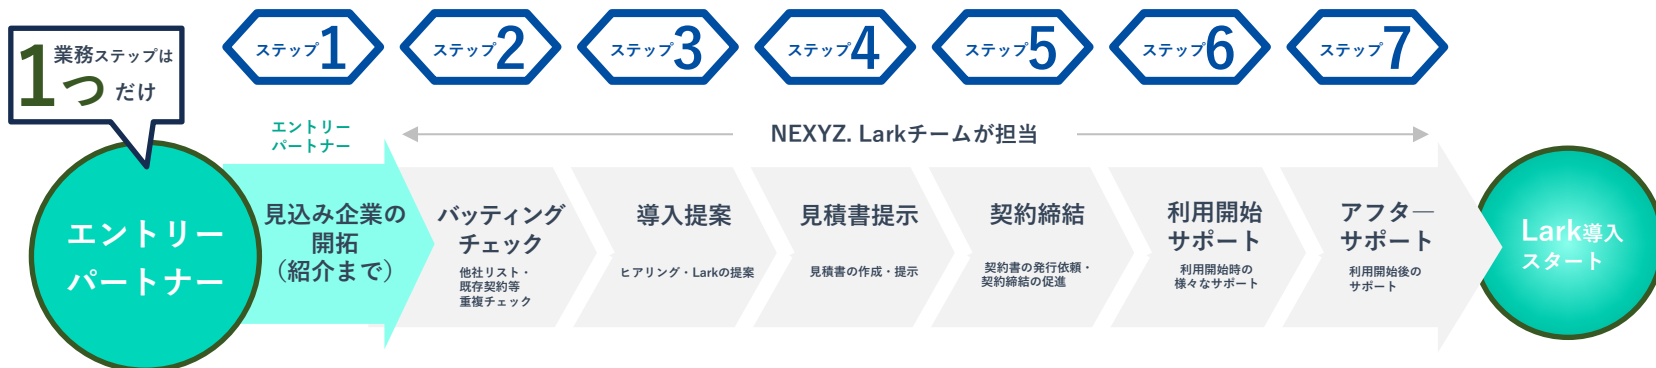 業務ステップは
1つ だけ
ステップ1
ステップ2
ステップ3
ステップ4
ステップ5
ステップ6
ステップ7
エントリー
パートナー
NEXYZ. Larkチームが担当
エントリー
パートナー
見込み企業の
開拓
（紹介まで）
バッティング
チェック
他社リスト・
既存契約等
重複チェック
導入提案
ヒアリング・Larkの提案
見積書提示
見積書の作成・提示
契約締結
契約書の発行依頼・
契約締結の促進
利用開始
サポート
利用開始時の
様々なサポート
アフター
サポート
利用開始後の
サポート
Lark導入
スタート